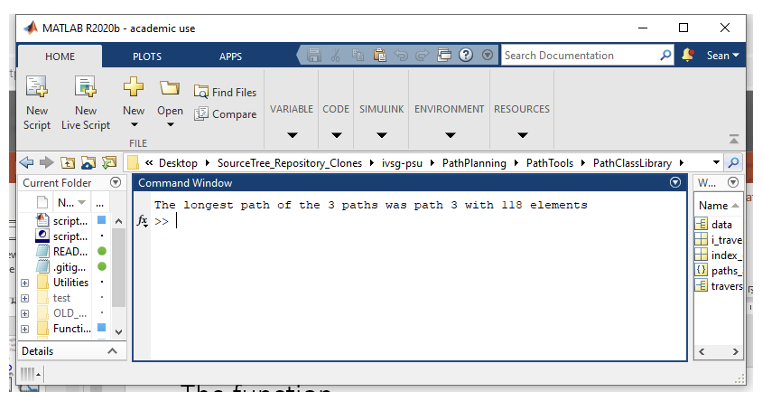 MATLAB R2020b - academic use
HOME PLOTS APPS Search Documentation Sean
New Script New Live Script New Open Find Files Compare
FILE VARIABLE CODE SIMULINK ENVIRONMENT RESOURCES
« Desktop SourceTree_Repository_Clones ivsg-psu PathPlanning PathTools PathClassLibrary
Current Folder Command Window W...
N... ... Name
The longest path of the 3 paths was path 3 with 118 elements
fx >>
script...
script...
READ...
.gitig...
Utilities
test
OLD_...
Functi...
data
i_trave
index_
paths_
travers
Details
The function